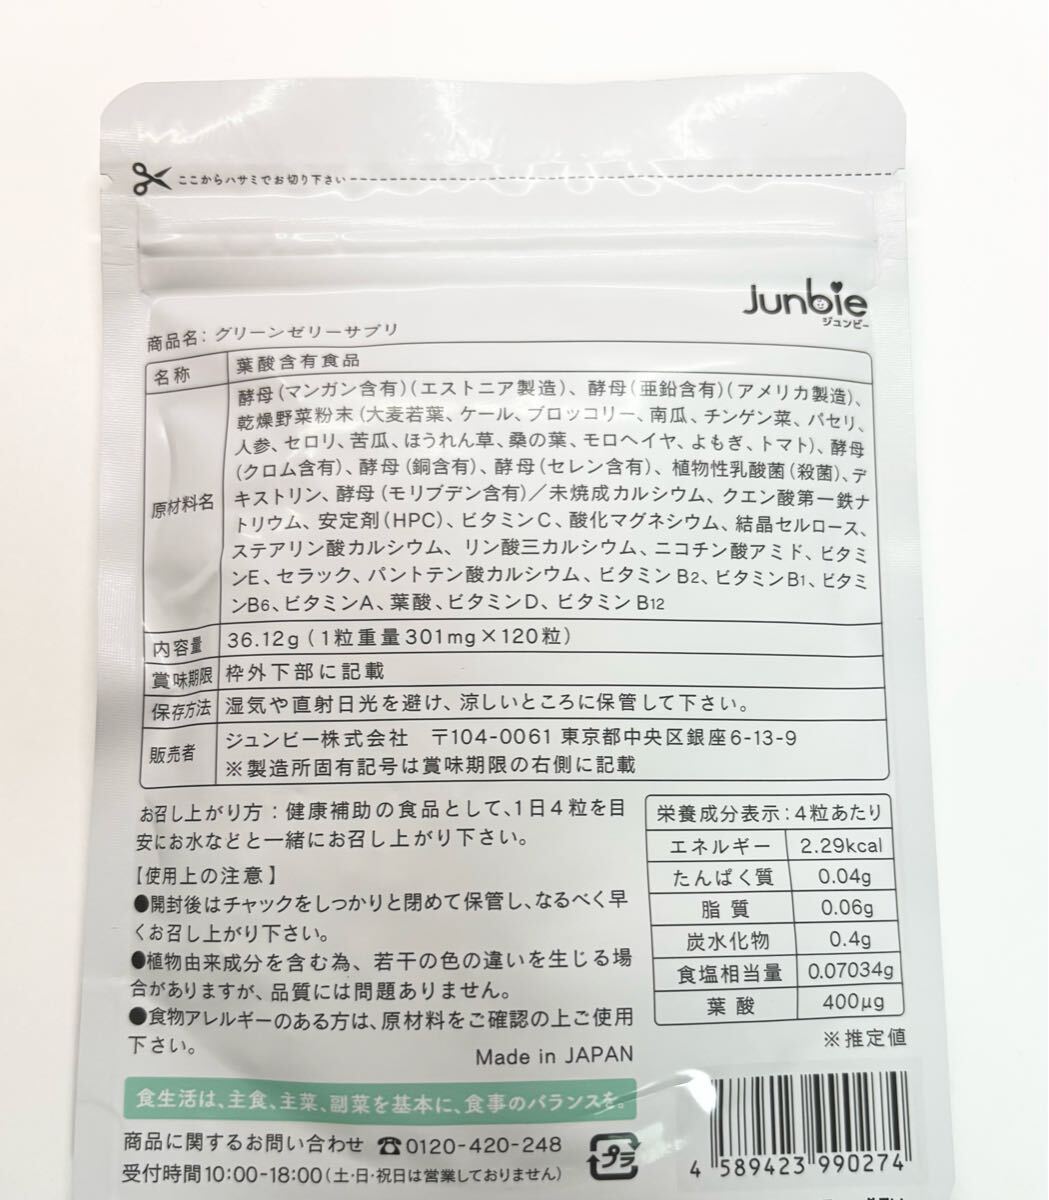 ここからハサミでお切り下さい
Junbie
ジュンビー
商品名：グリーンゼリーサプリ
名称
葉酸含有食品
原材料名
酵母（マンガン含有）（エストニア製造）、酵母（亜鉛含有）（アメリカ製造）、
乾燥野菜粉末（大麦若葉、ケール、ブロッコリー、南瓜、チンゲン菜、パセリ、
人参、セロリ、苦瓜、ほうれん草、桑の葉、モロヘイヤ、よもぎ、トマト）、酵母
（クロム含有）、酵母（銅含有）、酵母（セレン含有）、植物性乳酸菌（殺菌）、デ
キストリン、酵母（モリブデン含有）／未焼成カルシウム、クエン酸第一鉄ナ
トリウム、安定剤（HPC）、ビタミンC、酸化マグネシウム、結晶セルロース、
ステアリン酸カルシウム、リン酸三カルシウム、ニコチン酸アミド、ビタミ
ンE、セラック、パントテン酸カルシウム、ビタミンB2、ビタミンB1、ビタミ
ンB6、ビタミンA、葉酸、ビタミンD、ビタミンB12
内容量
36.12g（1粒重量301mg×120粒）
賞味期限
枠外下部に記載
保存方法
湿気や直射日光を避け、涼しいところに保管して下さい。
販売者
ジュンビー株式会社　〒104-0061 東京都中央区銀座6-13-9
※製造所固有記号は賞味期限の右側に記載
お召し上がり方：健康補助の食品として、1日4粒を目
安にお水などと一緒にお召し上がり下さい。
【使用上の注意】
●開封後はチャックをしっかりと閉めて保管し、なるべく早
くお召し上がり下さい。
●植物由来成分を含む為、若干の色の違いを生じる場
合がありますが、品質には問題ありません。
●食物アレルギーのある方は、原材料をご確認の上ご使用
下さい。
Made in JAPAN
栄養成分表示：4粒あたり
エネルギー 2.29kcal
たんぱく質 0.04g
脂質 0.06g
炭水化物 0.4g
食塩相当量 0.07034g
葉酸 400μg
※推定値
食生活は、主食、主菜、副菜を基本に、食事のバランスを。
商品に関するお問い合わせ ☎0120-420-248
受付時間10:00-18:00（土・日・祝日は営業しておりません）
プラ
4 589423 990274